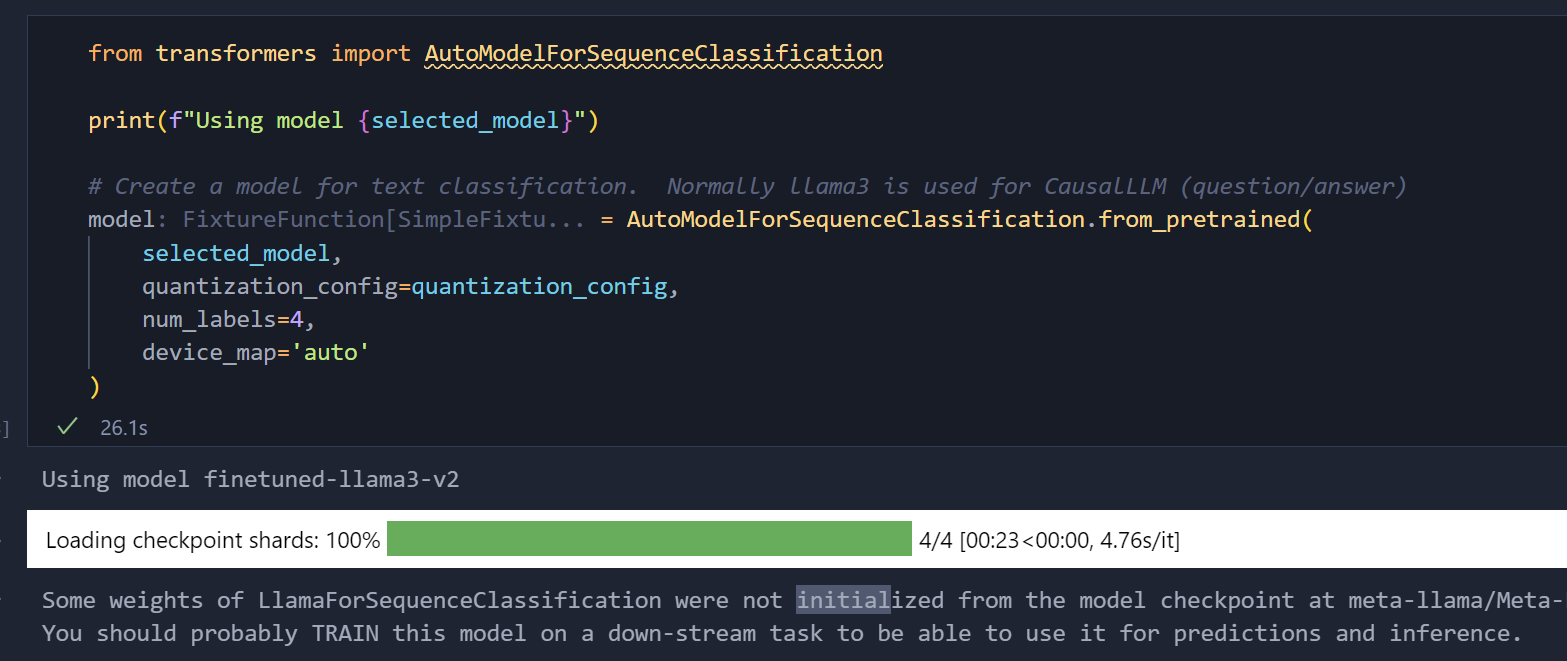 from transformers import AutoModelForSequenceClassification
print(f"Using model {selected_model}")
# Create a model for text classification.  Normally llama3 is used for CausalLLM (question/answer)
model: FixtureFunction[SimpleFixtu... = AutoModelForSequenceClassification.from_pretrained(
    selected_model,
    quantization_config=quantization_config,
    num_labels=4,
    device_map='auto'
)
]
✓ 26.1s
Using model finetuned-llama3-v2
Loading checkpoint shards: 100% 4/4 [00:23<00:00, 4.76s/it]
Some weights of LlamaForSequenceClassification were not initialized from the model checkpoint at meta-llama/Meta-
You should probably TRAIN this model on a down-stream task to be able to use it for predictions and inference.